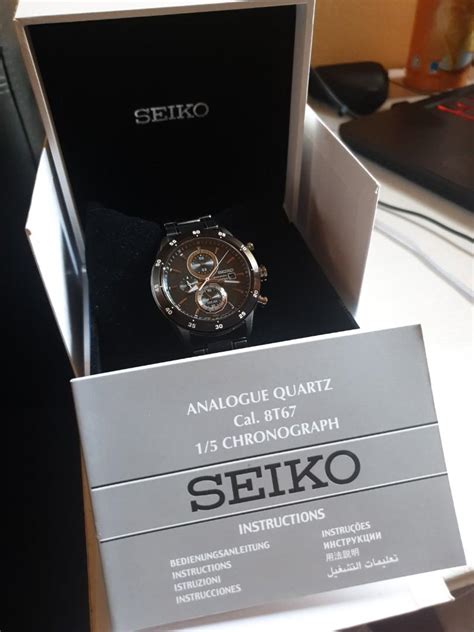 SEIKO
SEIKO
ANALOGUE QUARTZ
Cal. 8T67
1/5 CHRONOGRAPH
SEIKO
INSTRUCTIONS
BEDIENUNGSANLEITUNG
INSTRUCTIONS
ISTRUZIONI
INSTRUCCIONES
INSTRUÇÕES
ИНСТРУКЦИИ
用法說明
تعليمات التشغيل